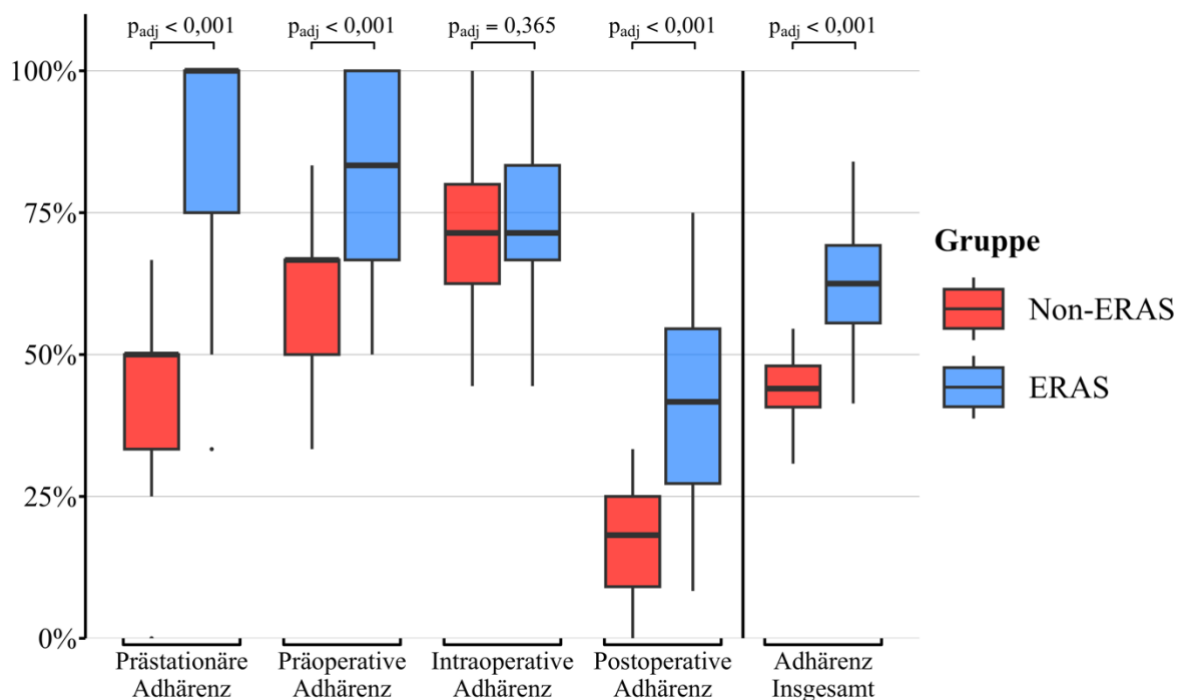 p_adj < 0,001
p_adj < 0,001
p_adj = 0,365
p_adj < 0,001
p_adj < 0,001
100%
75%
50%
25%
0%
Prästationäre
Adhärenz
Präoperative
Adhärenz
Intraoperative
Adhärenz
Postoperative
Adhärenz
Adhärenz
Insgesamt
Gruppe
Non-ERAS
ERAS